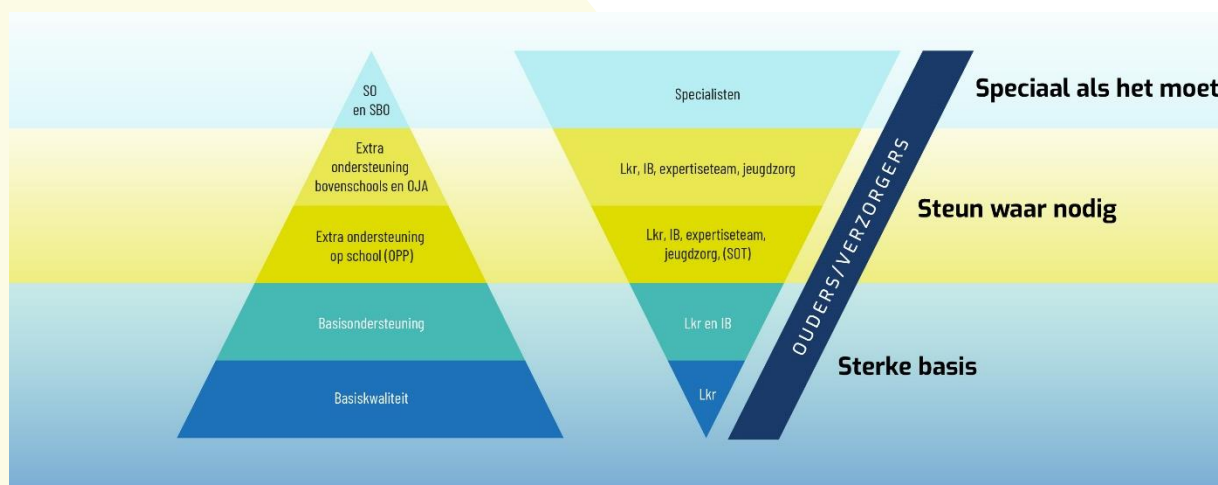 SO
en SBO
Extra
ondersteuning
bovenschools en OJA
Extra ondersteuning
op school (OPP)
Basisondersteuning
Basiskwaliteit
Specialisten
Lkr, IB, expertiseteam, jeugdzorg
Lkr, IB, expertiseteam,
jeugdzorg, (SOT)
Lkr en IB
Lkr
OUDERS/VERZORGERS
Speciaal als het moet
Steun waar nodig
Sterke basis